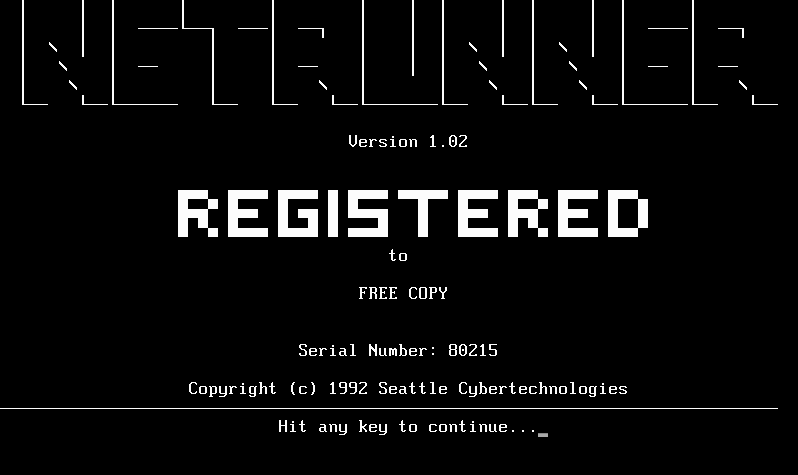 NETRUNNER
Version 1.02
REGISTERED
to
FREE COPY
Serial Number: 80215
Copyright (c) 1992 Seattle Cybertechnologies
Hit any key to continue..._